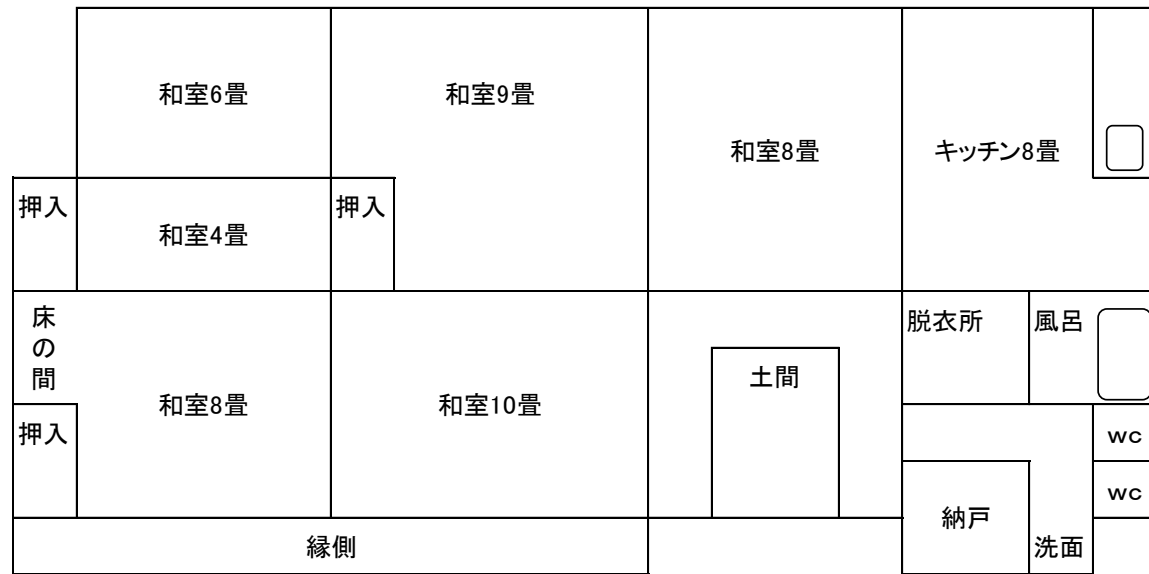 和室6畳
和室9畳
和室8畳
キッチン8畳
押入
和室4畳
押入
床の間
和室8畳
和室10畳
土間
脱衣所
風呂
押入
WC
WC
納戸
洗面
縁側